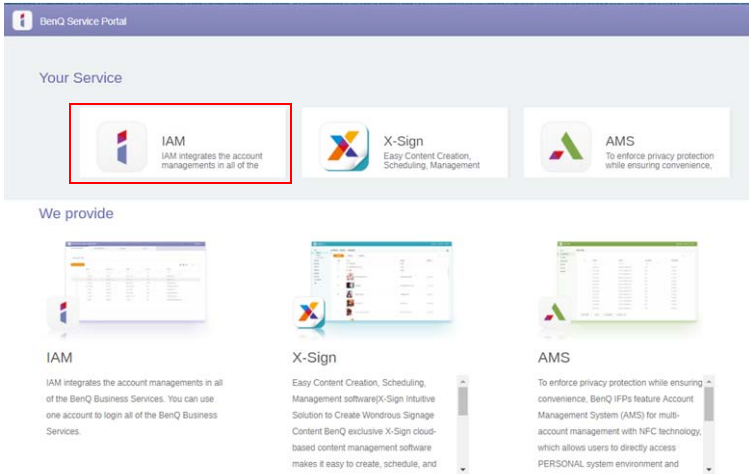 BenQ Service Portal
Your Service
IAM
IAM integrates the account
managements in all of the
X-Sign
Easy Content Creation,
Scheduling, Management
AMS
To enforce privacy protection
while ensuring convenience,
We provide
IAM
IAM integrates the account managements in all
of the BenQ Business Services. You can use
one account to login all of the BenQ Business
Services.
X-Sign
Easy Content Creation, Scheduling,
Management software|X-Sign Intuitive
Solution to Create Wondrous Signage
Content BenQ exclusive X-Sign cloud-
based content management software
makes it easy to create, schedule, and
AMS
To enforce privacy protection while ensuring
convenience, BenQ IFPs feature Account
Management System (AMS) for multi-
account management with NFC technology,
which allows users to directly access
PERSONAL system environment and